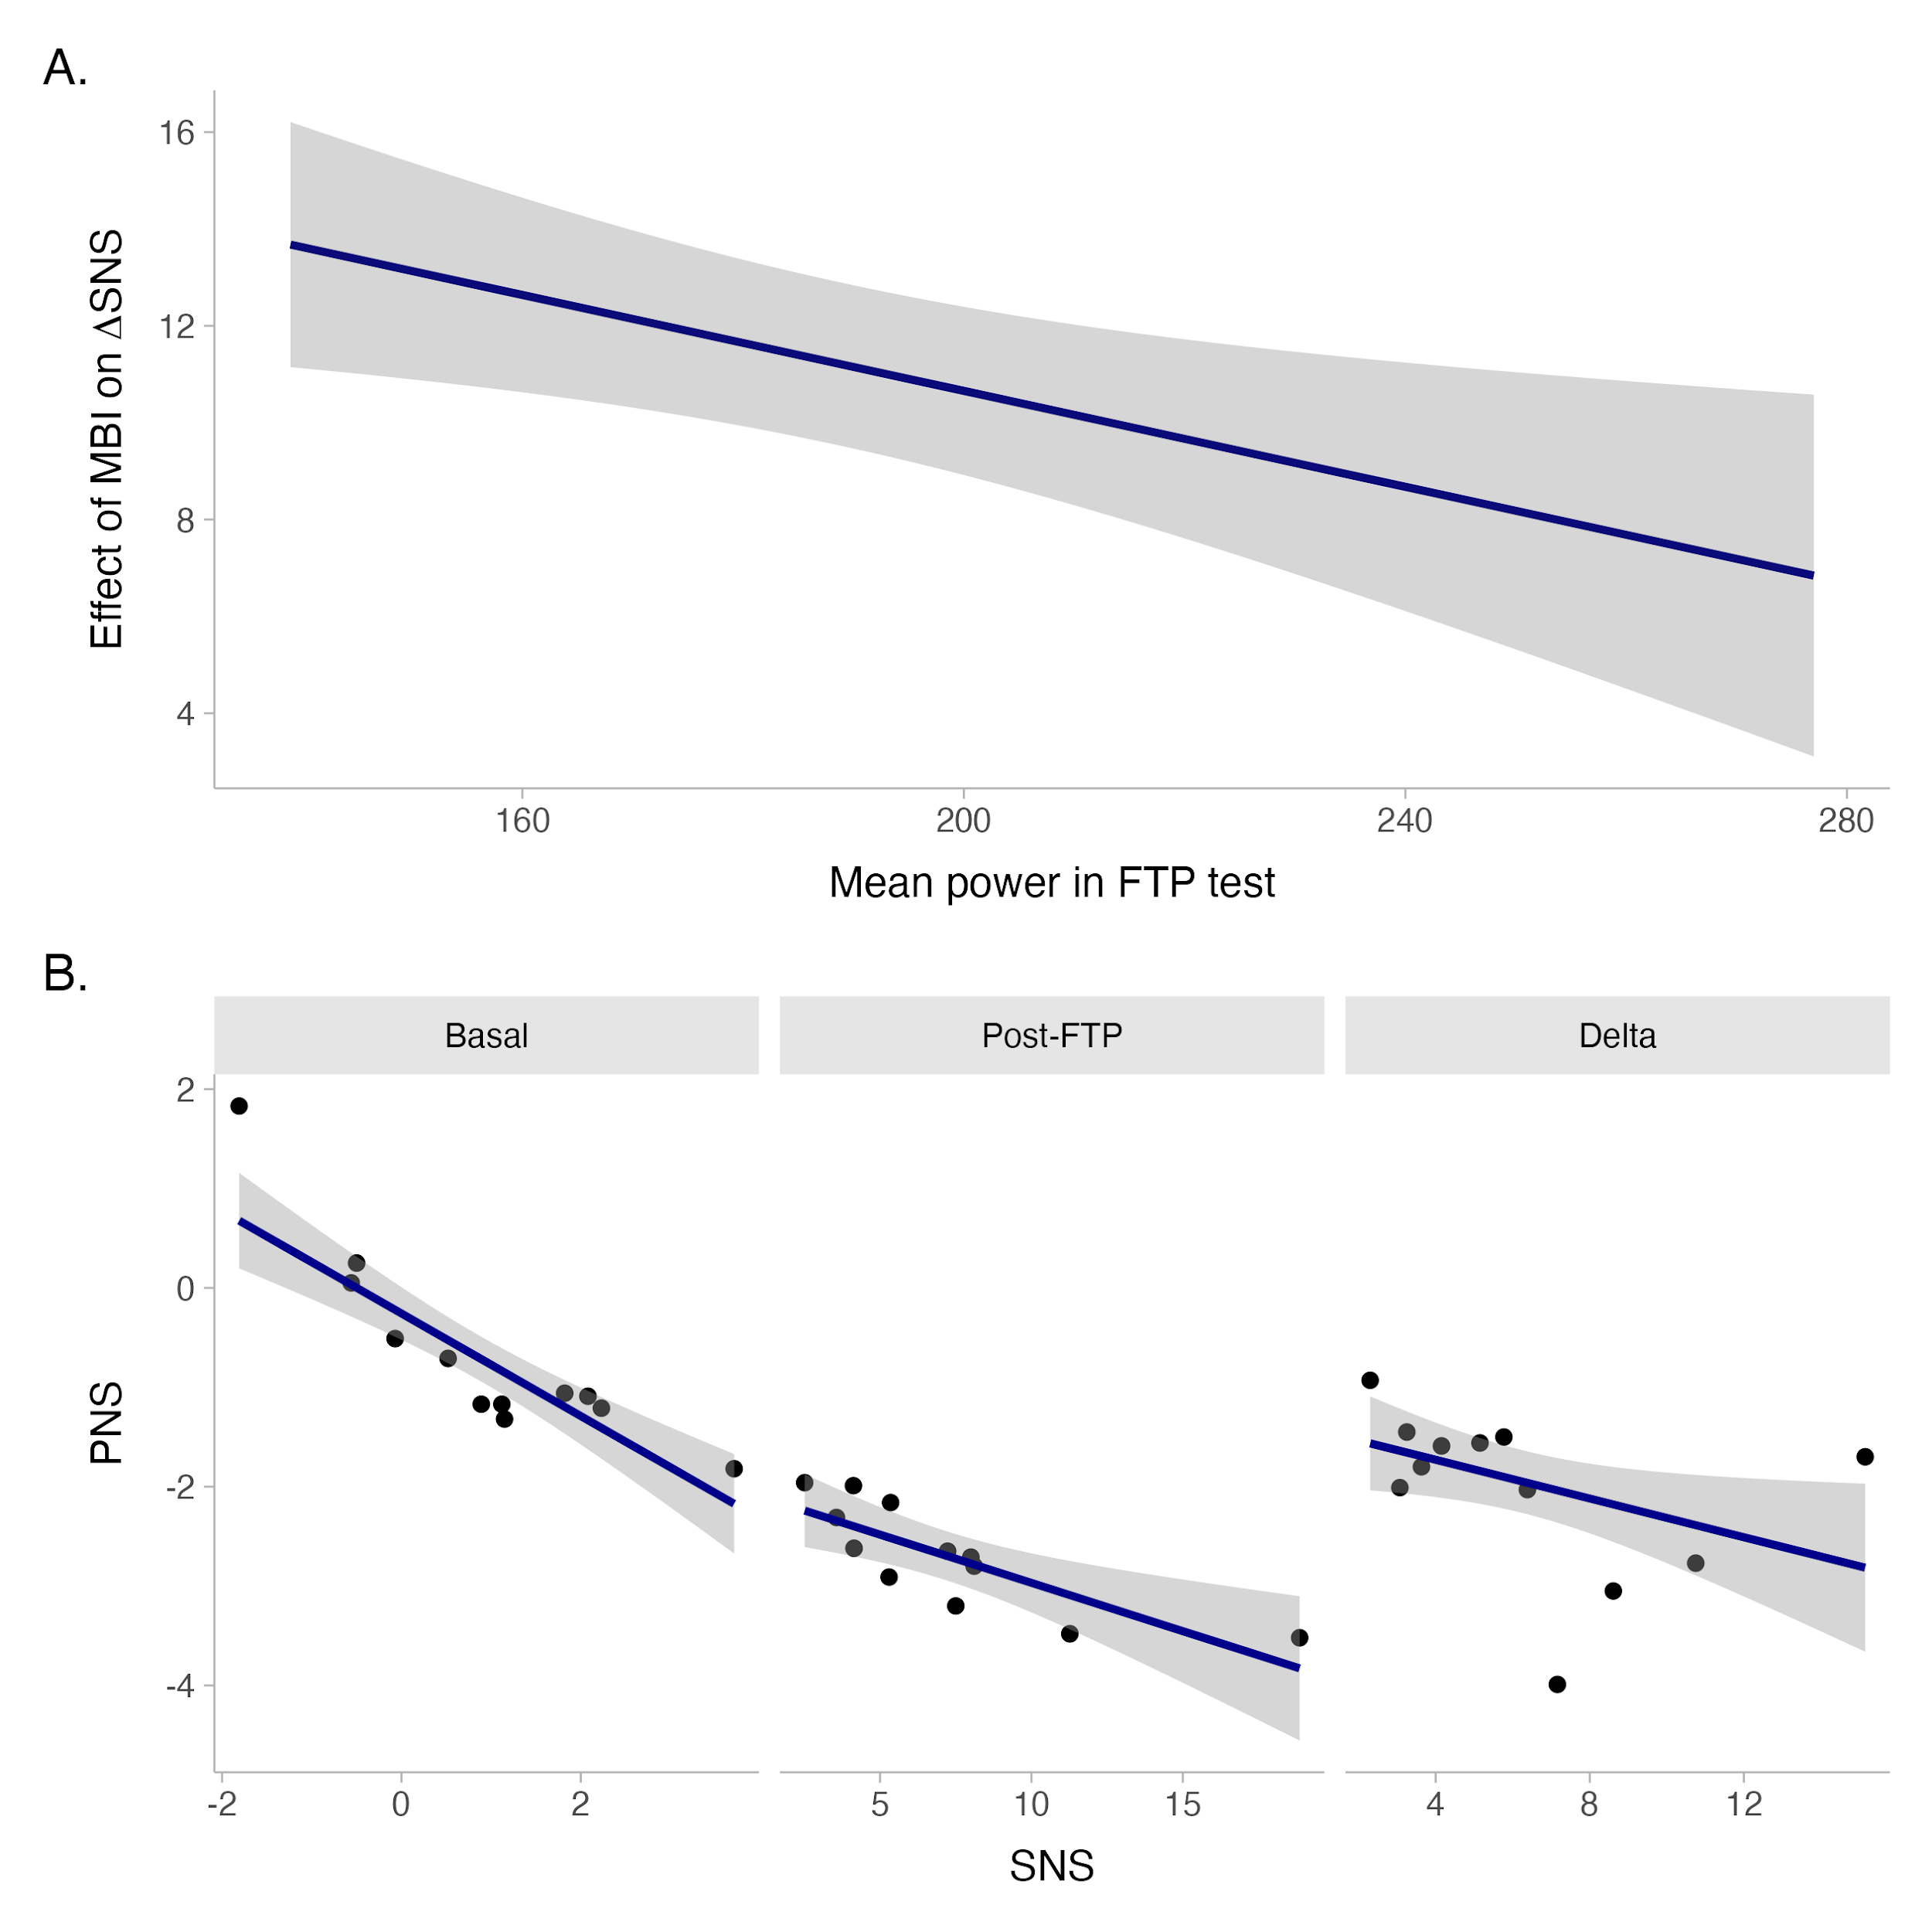 A.
16
12
8
4
Effect of MBI on ΔSNS
160 200 240 280
Mean power in FTP test
B.
Basal Post-FTP Delta
2
0
-2
-4
PNS
-2 0 2 5 10 15 4 8 12
SNS